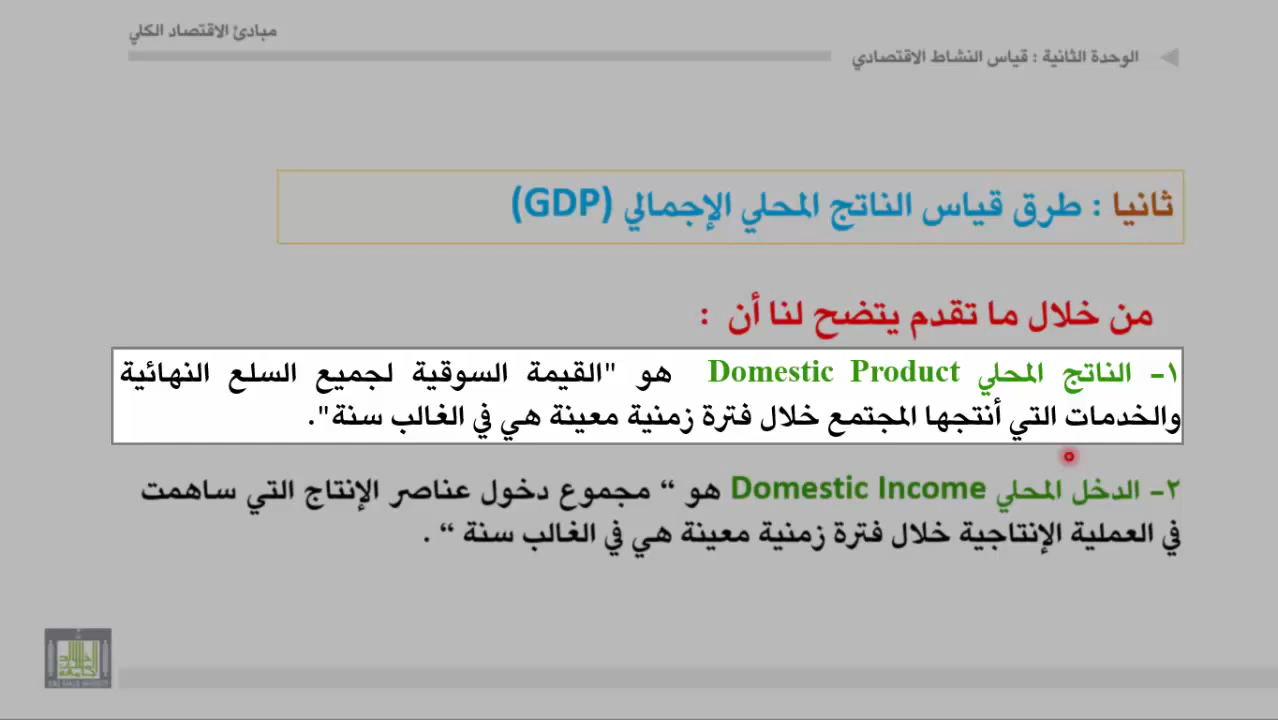 مبادئ الاقتصاد الكلي
الوحدة الثانية : قياس النشاط الاقتصادي
ثانيا : طرق قياس الناتج المحلي الإجمالي (GDP)
من خلال ما تقدم يتضح لنا أن :
١- الناتج المحلي Domestic Product هو "القيمة السوقية لجميع السلع النهائية
والخدمات التي أنتجها المجتمع خلال فترة زمنية معينة هي في الغالب سنة".
٢- الدخل المحلي Domestic Income هو “ مجموع دخول عناصر الإنتاج التي ساهمت
في العملية الإنتاجية خلال فترة زمنية معينة هي في الغالب سنة “ .